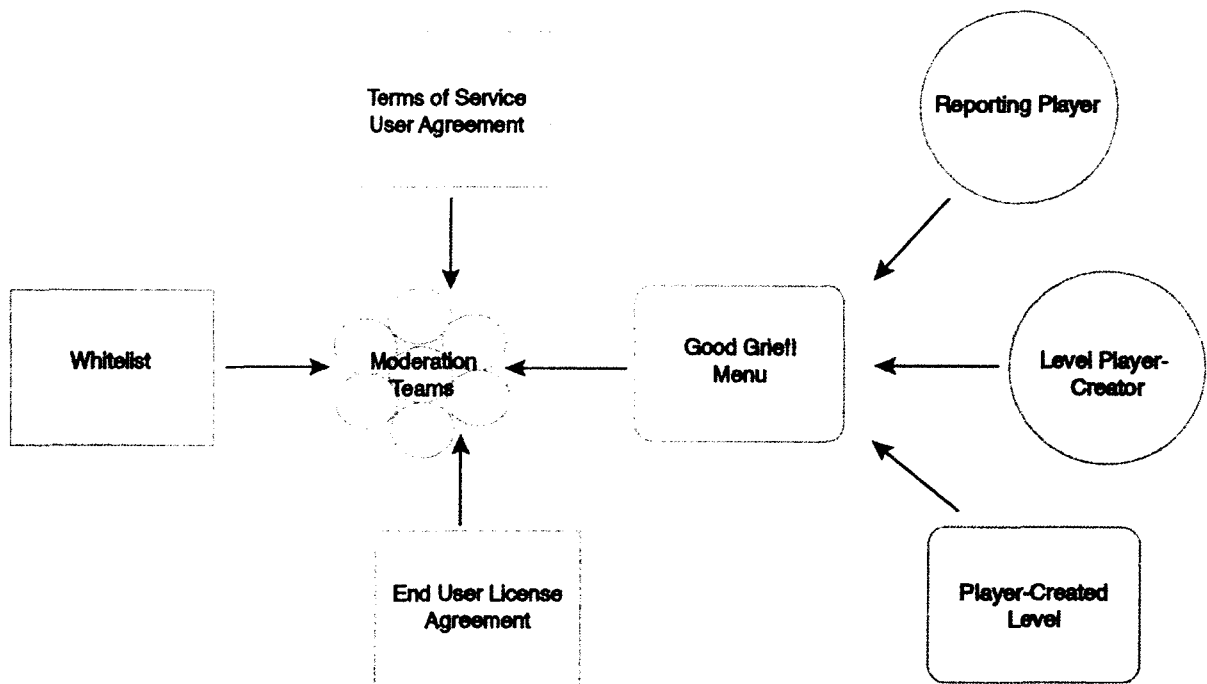 Terms of Service
User Agreement
Reporting Player
Whitelist
Moderation
Teams
Good Grief!
Menu
Level Player-
Creator
End User License
Agreement
Player-Created
Level